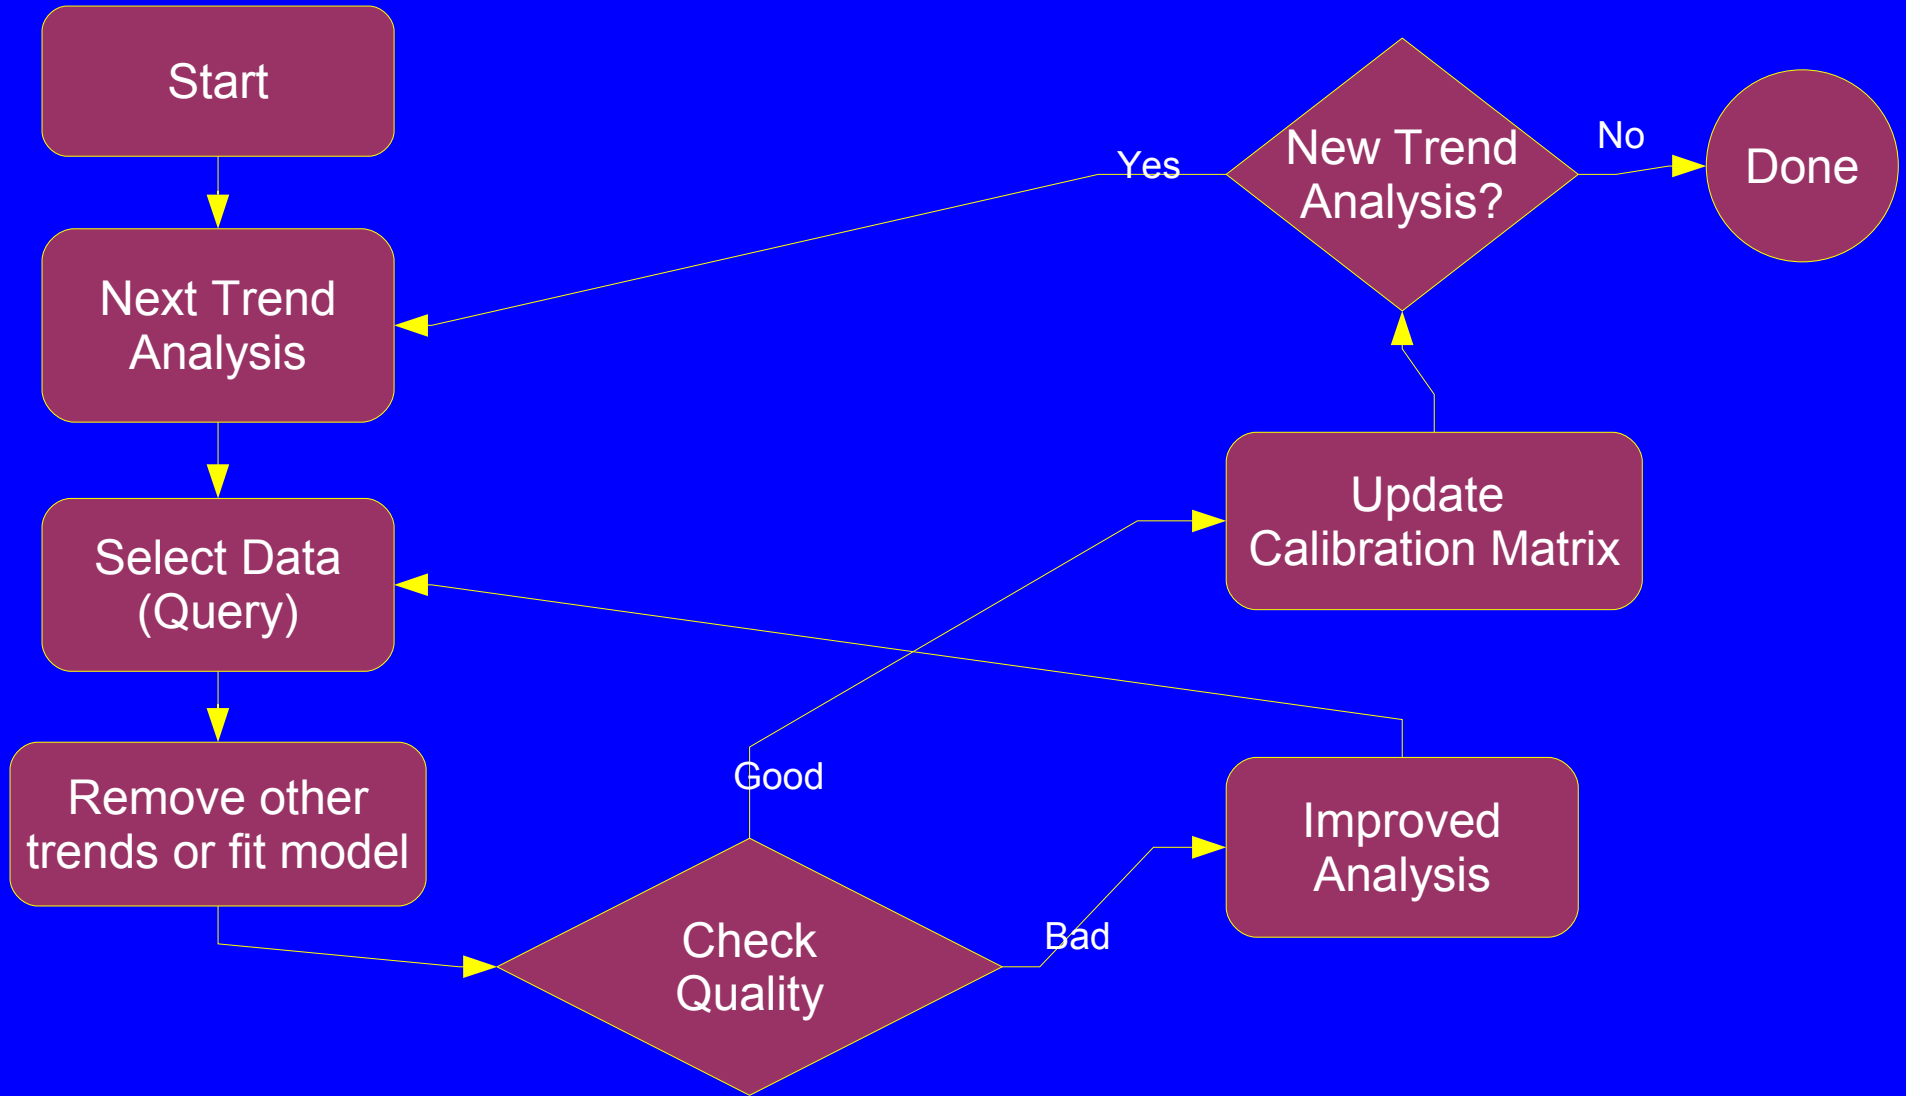 Start
Next Trend
Analysis
Select Data
(Query)
Remove other
trends or fit model
Check
Quality
Good
Bad
Improved
Analysis
Update
Calibration Matrix
New Trend
Analysis?
Yes
No
Done